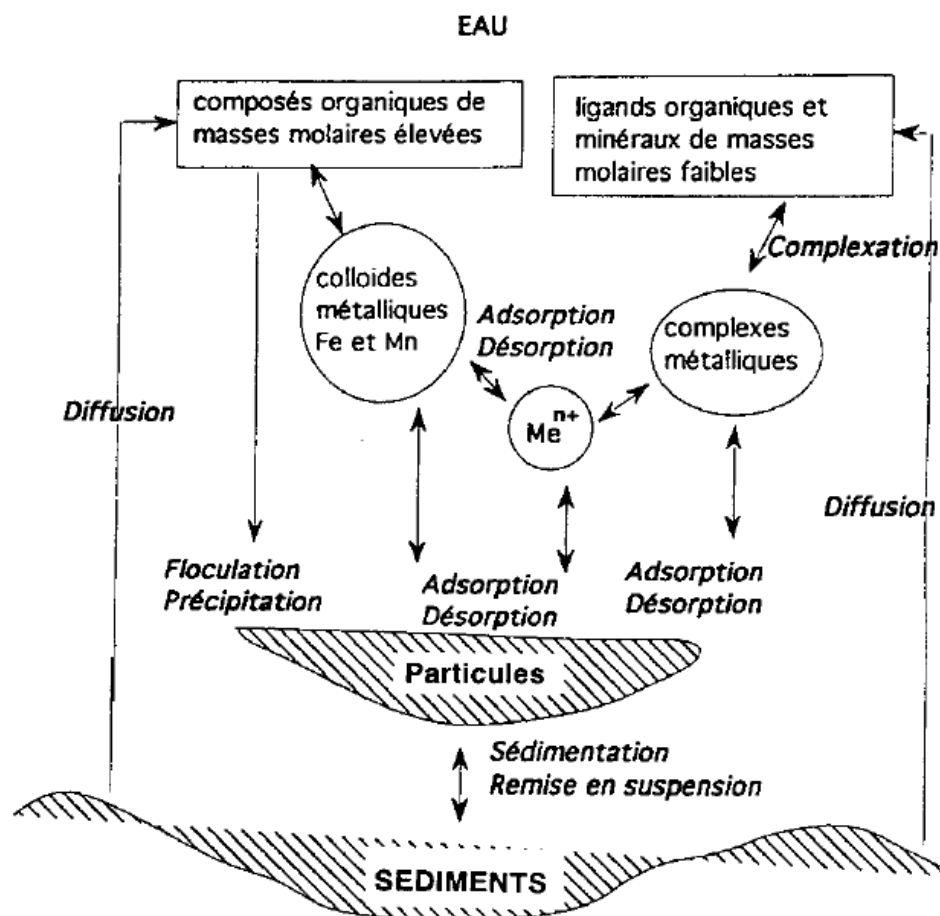 EAU
composés organiques de
masses molaire élevées
ligands organiques et
minéraux de masses
molaire faibles
Complexation
colloides
métalliques
Fe et Mn
Adsorption
Désorption
complexes
métalliques
Me^n+
Diffusion
Diffusion
Floculation
Précipitation
Adsorption
Désorption
Adsorption
Désorption
Particules
Sédimentation
Remise en suspension
SEDIMENTS